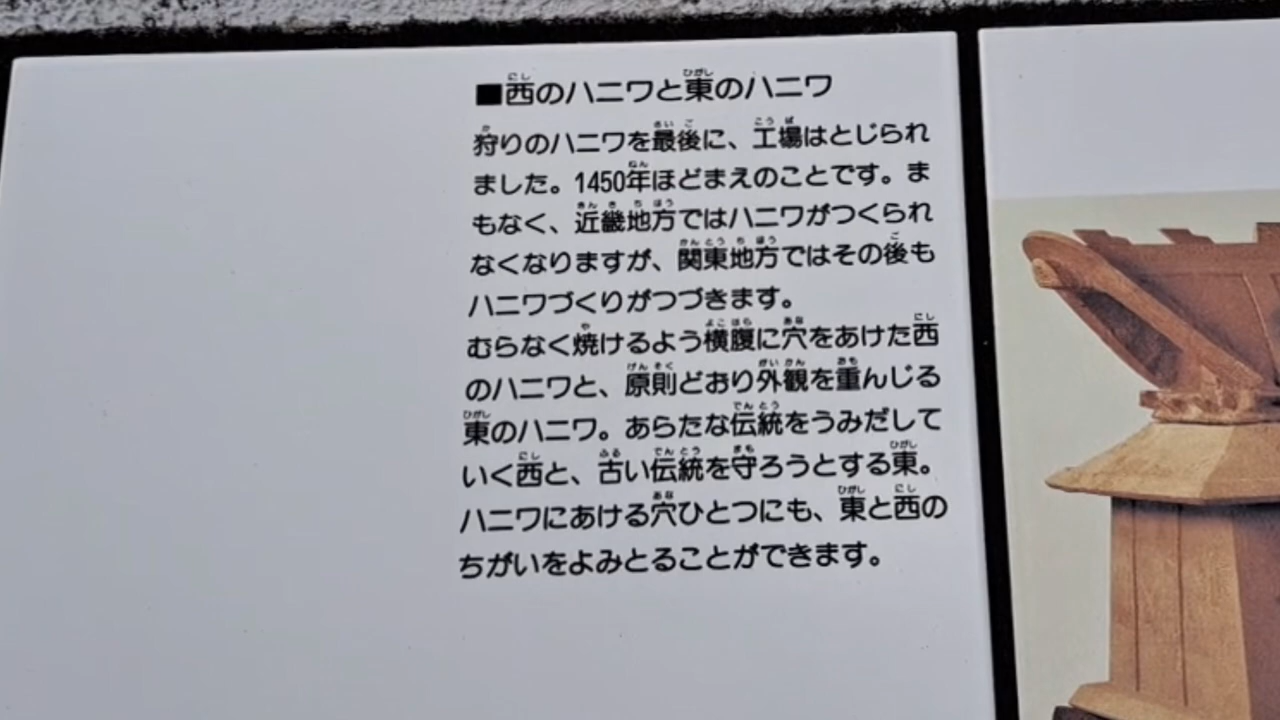 ■西のハニワと東のハニワ
狩りのハニワを最後に、工場はとじられ
ました。1450年ほどまえのことです。ま
もなく、近畿地方ではハニワがつくられ
なくなりますが、関東地方ではその後も
ハニワづくりがつづきます。
むらなく焼けるよう横腹に穴をあけた西
のハニワと、原則どおり外観を重んじる
東のハニワ。あらたな伝統をうみだして
いく西と、古い伝統を守ろうとする東。
ハニワにあける穴ひとつにも、東と西の
ちがいをよみとることができます。